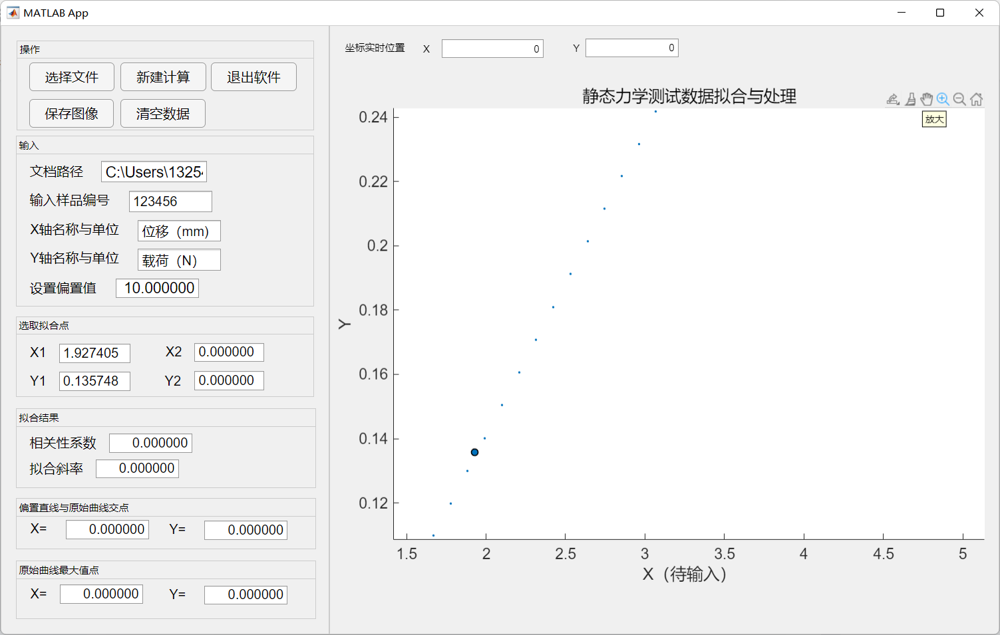 MATLAB App
操作
选择文件 新建计算 退出软件
保存图像 清空数据
输入
文档路径 C:\Users\1325
输入样品编号 123456
X轴名称与单位 位移（mm）
Y轴名称与单位 载荷（N）
设置偏置值 10.000000
选取拟合点
X1 1.927405 X2 0.000000
Y1 0.135748 Y2 0.000000
拟合结果
相关性系数 0.000000
拟合斜率 0.000000
偏置直线与原始曲线交点
X= 0.000000 Y= 0.000000
原始曲线最大值点
X= 0.000000 Y= 0.000000
坐标实时位置 X 0 Y 0
静态力学测试数据拟合与处理
放大
0.24
0.22
0.2
0.18
0.16
0.14
0.12
Y
1.5 2 2.5 3 3.5 4 4.5 5
X（待输入）